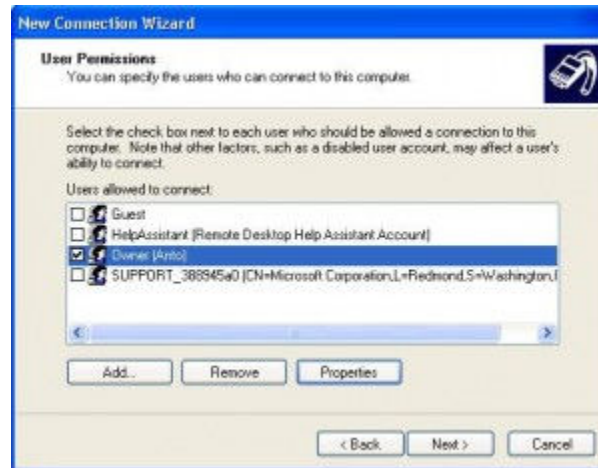 New Connection Wizard
User Permissions
You can specify the users who can connect to this computer.
Select the check box next to each user who should be allowed a connection to this
computer. Note that other factors, such as a disabled user account, may affect a user's
ability to connect.
Users allowed to connect:
Guest
HelpAssistant (Remote Desktop Help Assistant Account)
Owner (Anto)
SUPPORT_388945a0 (CN=Microsoft Corporation,L=Redmond,S=Washington,
Add...
Remove
Properties
< Back
Next >
Cancel